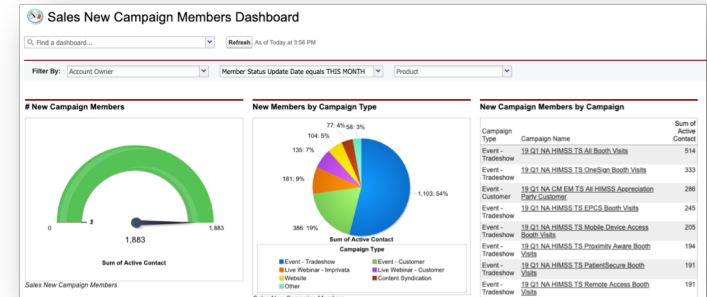 Sales New Campaign Members Dashboard
Find a dashboard...
Refresh As of Today at 3:56 PM
Filter By: Account Owner Member Status Update Date equals THIS MONTH Product
# New Campaign Members
0
1
1,883
1,883
Sum of Active Contact
Sales New Campaign Members
New Members by Campaign Type
77: 4% 58: 3%
104: 5%
135: 7%
161: 9%
386: 19%
1,103: 54%
Sum of Active Contact
Campaign Type
Event - Tradeshow Event - Customer
Live Webinar - Imprivata Live Webinar - Customer
Website Content Syndication
Other
New Campaign Members by Campaign
Campaign Type Campaign Name Sum of Active Contact
Event - Tradeshow 19 Q1 NA HIMSS TS All Booth Visits 514
Event - Tradeshow 19 Q1 NA HIMSS TS OneSign Booth Visits 333
Event - Customer 19 Q1 NA CM EM TS All HIMSS Appreciation Party Customer 286
Event - Tradeshow 19 Q1 NA HIMSS TS EPCS Booth Visits 245
Event - Tradeshow 19 Q1 NA HIMSS TS Mobile Device Access Booth Visits 205
Event - Tradeshow 19 Q1 NA HIMSS TS Proximity Aware Booth Visits 194
Event - Tradeshow 19 Q1 NA HIMSS TS PatientSecure Booth Visits 191
Event - Tradeshow 19 Q1 NA HIMSS TS Remote Access Booth Visits 191